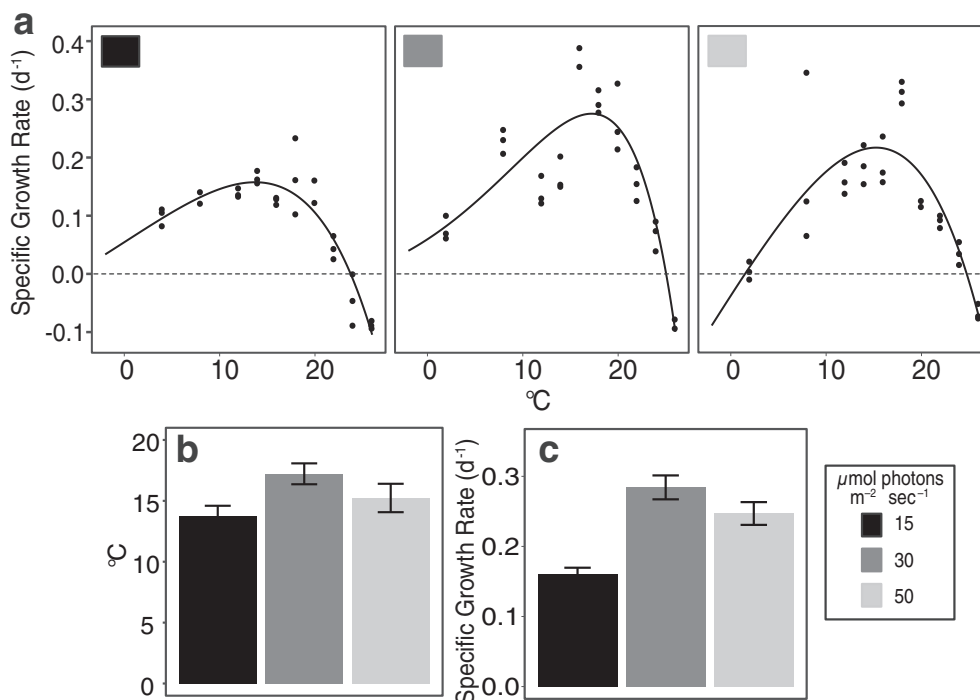 a
Specific Growth Rate (d⁻¹)
0.4
0.3
0.2
0.1
0.0
-0.1
0 10 20 0 10 20 0 10 20
°C
b
°C
20
15
10
5
0
c
Specific Growth Rate (d⁻¹)
0.3
0.2
0.1
0.0
µmol photons
m⁻² sec⁻¹
15
30
50